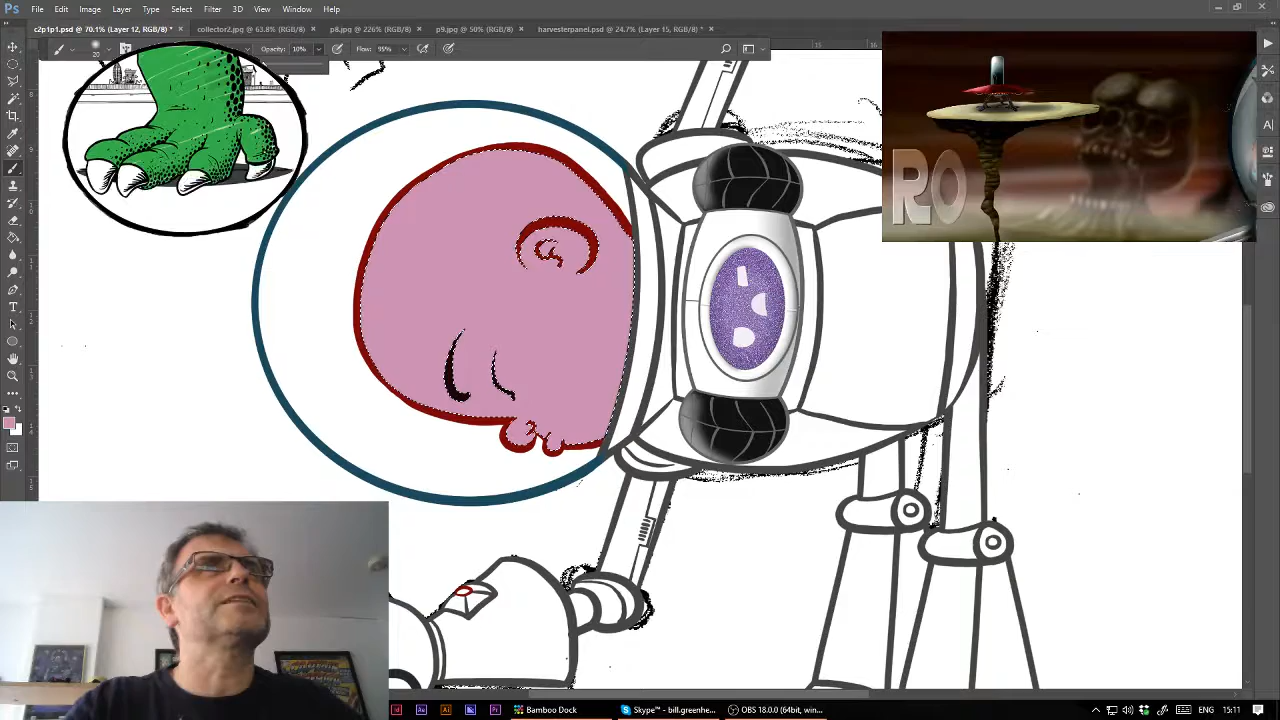 Ps File Edit Image Layer Type Select Filter 3D View Window Help
c2p1p1.psd @ 70.1% (Layer 12, RGB/8) * × collector2.jpg @ 63.8% (RGB/8) × p8.jpg @ 226% (RGB/8) × p9.jpg @ 50% (RGB/8) × harvesterpanel.psd @ 24.7% (Layer 15, RGB/8) * ×
Opacity: 10% Flow: 95%
15 16
RO
Bamboo Dock Skype™ - bill.greenhe... OBS 18.0.0 (64bit, win... ENG 15:11